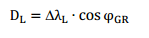 D_L = Δλ_L · cos φ_GR